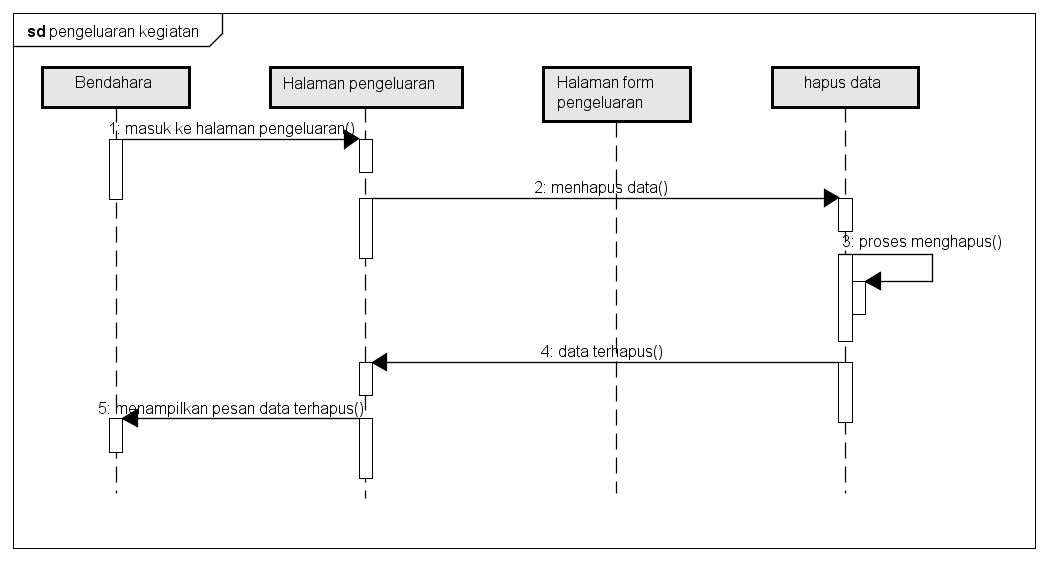 sd pengeluaran kegiatan
Bendahara
Halaman pengeluaran
Halaman form
pengeluaran
hapus data
1: masuk ke halaman pengeluaran()
2: menhapus data()
3: proses menghapus()
4: data terhapus()
5: menampilkan pesan data terhapus()